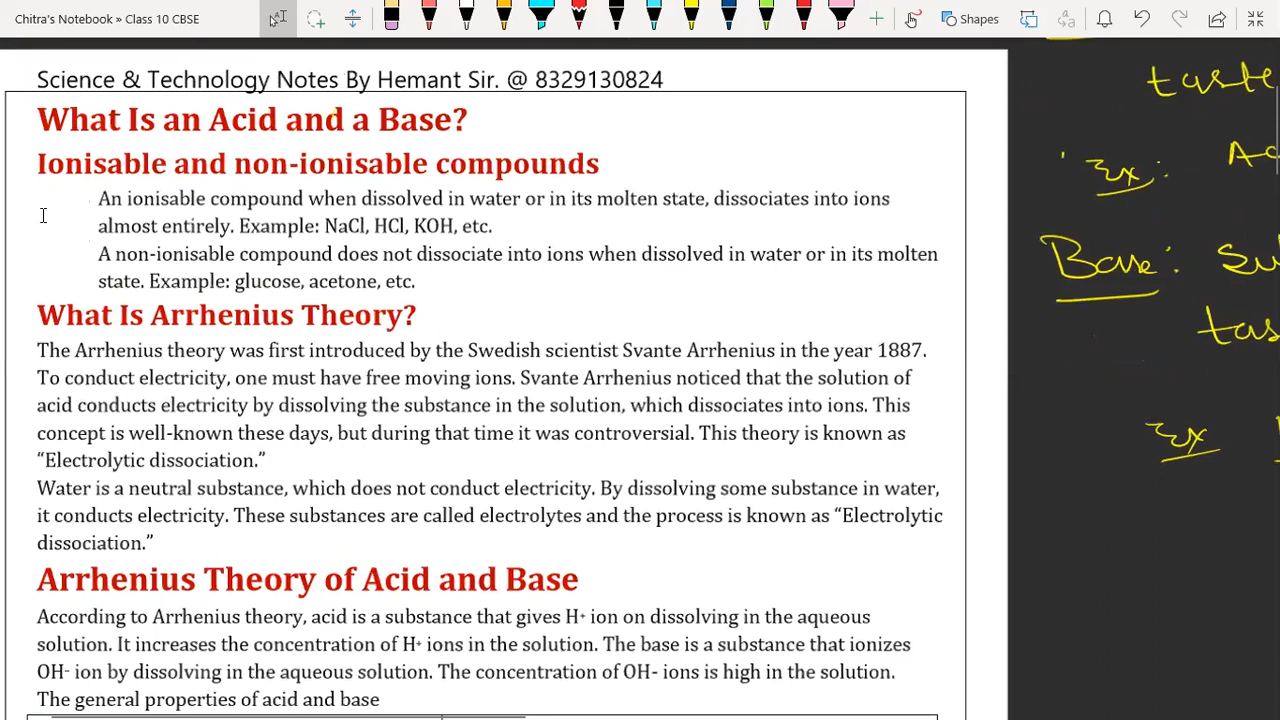 Chitra's Notebook » Class 10 CBSE
Shapes
Science & Technology Notes By Hemant Sir. @ 8329130824
What Is an Acid and a Base?
Ionisable and non-ionisable compounds
An ionisable compound when dissolved in water or in its molten state, dissociates into ions
almost entirely. Example: NaCl, HCl, KOH, etc.
A non-ionisable compound does not dissociate into ions when dissolved in water or in its molten
state. Example: glucose, acetone, etc.
What Is Arrhenius Theory?
The Arrhenius theory was first introduced by the Swedish scientist Svante Arrhenius in the year 1887.
To conduct electricity, one must have free moving ions. Svante Arrhenius noticed that the solution of
acid conducts electricity by dissolving the substance in the solution, which dissociates into ions. This
concept is well-known these days, but during that time it was controversial. This theory is known as
“Electrolytic dissociation.”
Water is a neutral substance, which does not conduct electricity. By dissolving some substance in water,
it conducts electricity. These substances are called electrolytes and the process is known as “Electrolytic
dissociation.”
Arrhenius Theory of Acid and Base
According to Arrhenius theory, acid is a substance that gives H+ ion on dissolving in the aqueous
solution. It increases the concentration of H+ ions in the solution. The base is a substance that ionizes
OH- ion by dissolving in the aqueous solution. The concentration of OH- ions is high in the solution.
The general properties of acid and base
taste
Ex: Ac
Base: Su
tas
Ex